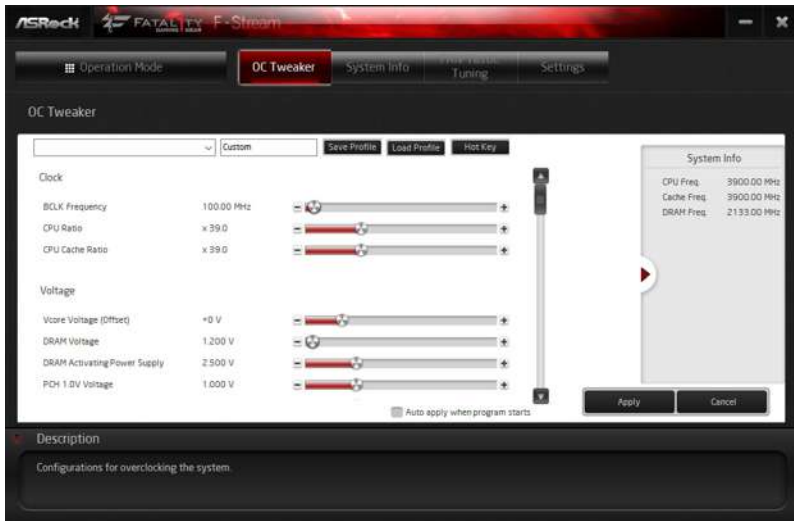 ASRock FATAL1TY GAMING GEAR F-Stream
Operation Mode
OC Tweaker
System Info
Tuning
Settings
OC Tweaker
Custom
Save Profile
Load Profile
Hot Key
System Info
CPU Freq. 3900.00 MHz
Cache Freq. 3900.00 MHz
DRAM Freq. 2133.00 MHz
Clock
BCLK Frequency 100.00 MHz
CPU Ratio x 39.0
CPU Cache Ratio x 39.0
Voltage
Vcore Voltage (Offset) +0 V
DRAM Voltage 1.200 V
DRAM Activating Power Supply 2.500 V
PCH 1.0V Voltage 1.000 V
Auto apply when program starts
Apply
Cancel
Description
Configurations for overclocking the system.